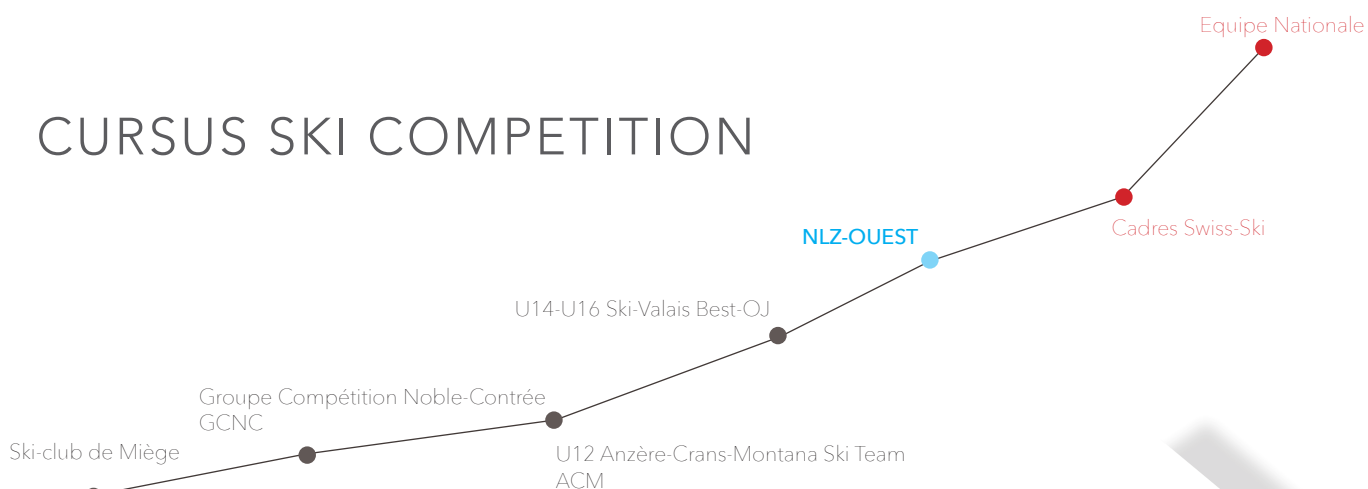 Equipe Nationale
CURSUS SKI COMPETITION
Cadres Swiss-Ski
NLZ-OUEST
U14-U16 Ski-Valais Best-OJ
Groupe Compétition Noble-Contrée
GCNC
Ski-club de Miège
U12 Anzère-Crans-Montana Ski Team
ACM